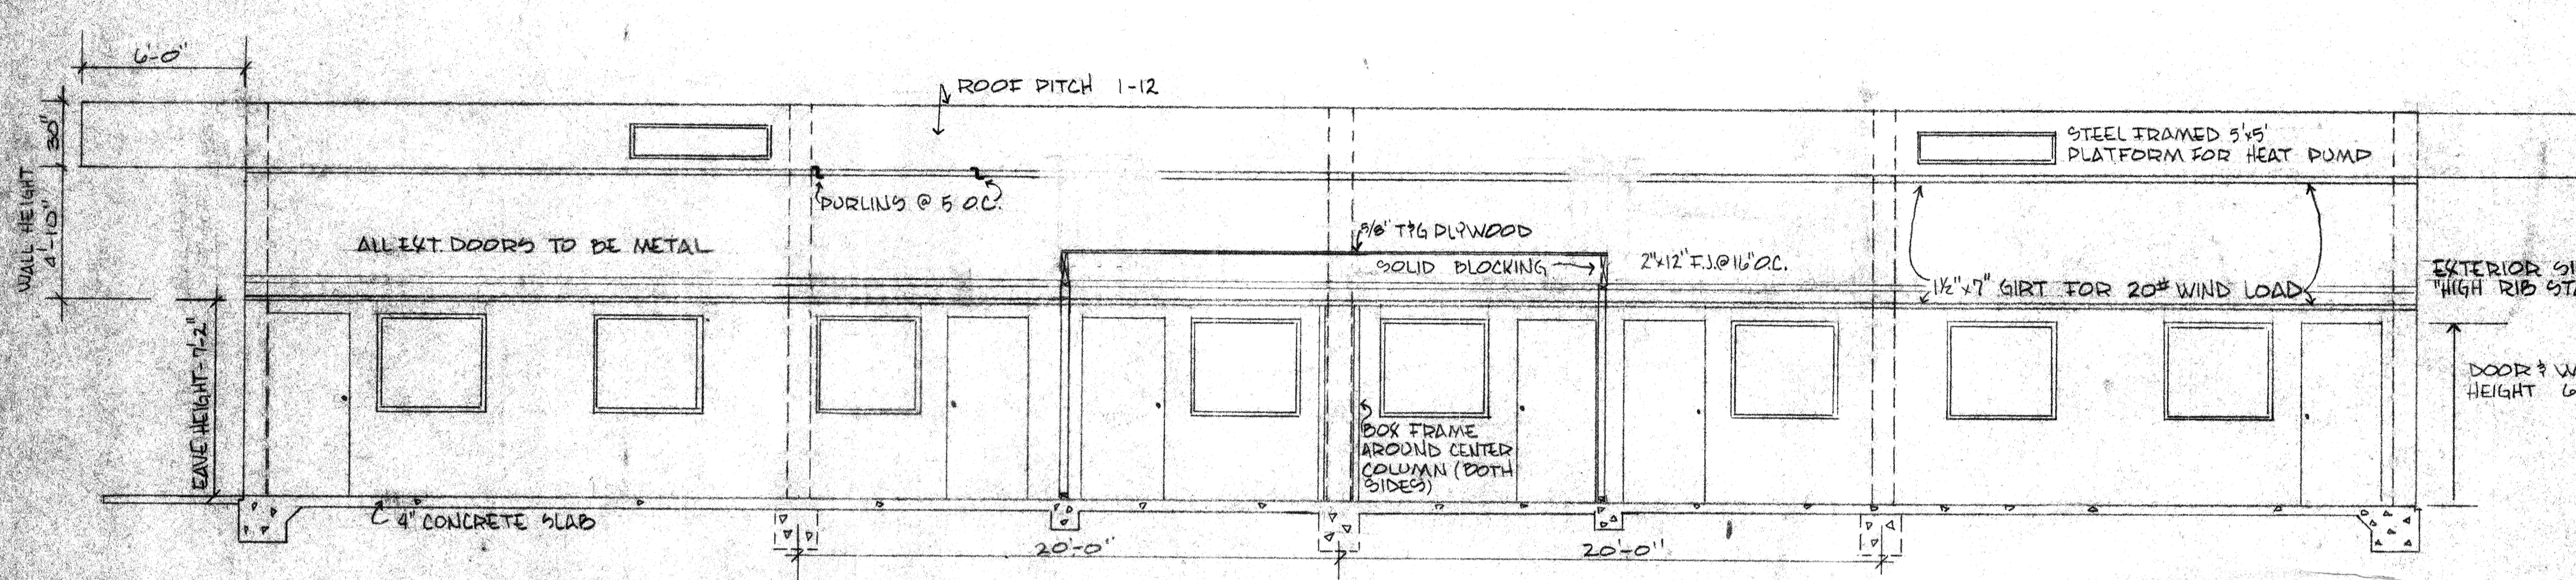 6'-0"
ROOF PITCH 1-12
30"
STEEL FRAMED 5'x5'
PLATFORM FOR HEAT PUMP
PURLINS @ 5 O.C.
WALL HEIGHT
4'-10"
ALL EXT. DOORS TO BE METAL
5/8" T&G PLYWOOD
SOLID BLOCKING
2"x12" F.J.@16"O.C.
EXTERIOR
"HIGH RIB
1½"x7" GIRT FOR 20# WIND LOAD
EAVE HEIGHT-7'-2"
DOOR &
HEIGHT
BOX FRAME
AROUND CENTER
COLUMN (BOTH
SIDES)
4" CONCRETE SLAB
20'-0"
20'-0"